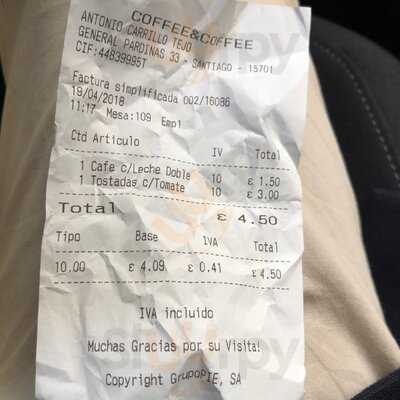 COFFEE&COFFEE
ANTONIO CARRILLO TEJO
GENERAL PARDINAS 33 - SANTIAGO - 15701
CIF:44839995T
Factura simplificada 002/16086
19/04/2018
11:17 Mesa:109 Emp1
Ctd Articulo IV Total
1 Cafe c/Leche Doble 10 € 1.50
1 Tostadas c/Tomate 10 € 3.00
Total € 4.50
Tipo Base IVA Total
10.00 € 4.09 € 0.41 €4.50
IVA incluido
Muchas Gracias por su Visita!
Copyright GrupoPIE, SA